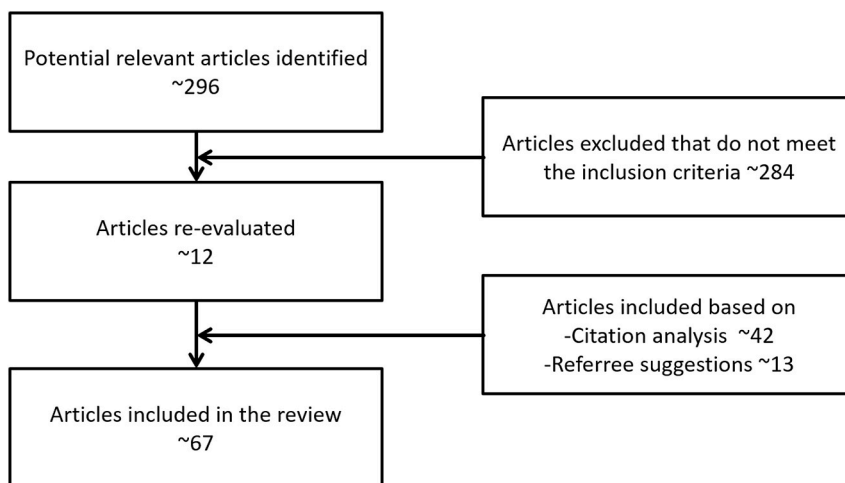 Potential relevant articles identified
~296
Articles excluded that do not meet
the inclusion criteria ~284
Articles re-evaluated
~12
Articles included based on
-Citation analysis ~42
-Referree suggestions ~13
Articles included in the review
~67